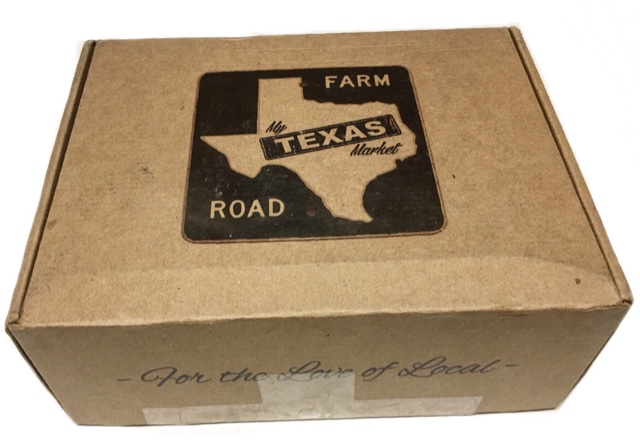 FARM
My
TEXAS
Market
ROAD
- For the Love of Local -